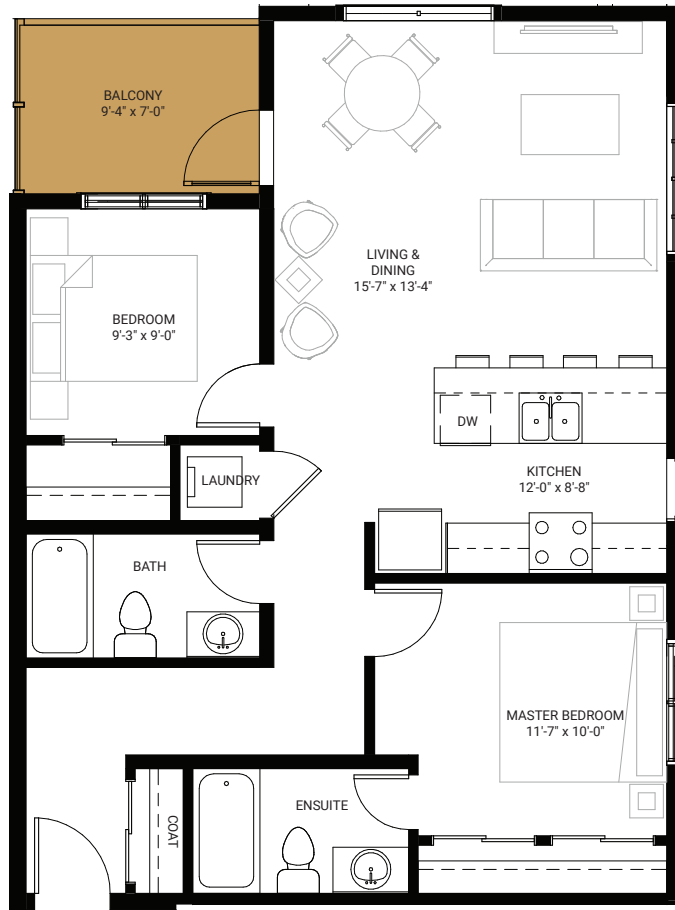 BALCONY
9'-4" x 7'-0"
LIVING &
DINING
15'-7" x 13'-4"
BEDROOM
9'-3" x 9'-0"
DW
LAUNDRY
KITCHEN
12'-0" x 8'-8"
BATH
MASTER BEDROOM
11'-7" x 10'-0"
ENSUITE
COAT